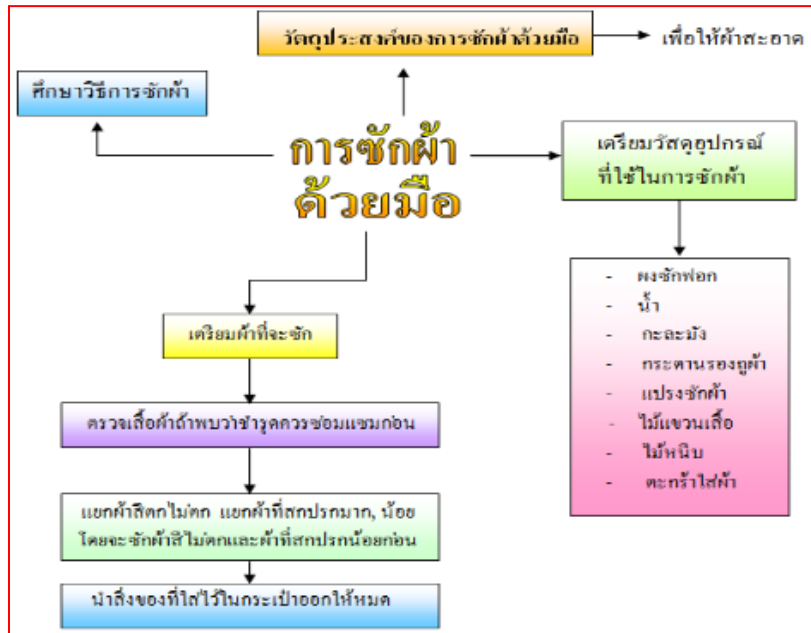 วัตถุประสงค์ของการซักผ้าด้วยมือ
เพื่อให้ผ้าสะอาด
ศึกษาวิธีการซักผ้า
การซักผ้า
ด้วยมือ
เตรียมวัสดุอุปกรณ์
ที่ใช้ในการซักผ้า
- ผงซักฟอก
- น้ำ
- กะละมัง
- กระดานรองถูผ้า
- แปรงซักผ้า
- ไม้แขวนเสื้อ
- ไม้หนีบ
- ตะกร้าใส่ผ้า
เตรียมผ้าที่จะซัก
ตรวจเสื้อผ้าถ้าพบว่าชำรุดควรซ่อมแซมก่อน
แยกผ้าสีตกไม่ตก แยกผ้าที่สกปรกมาก, น้อย
โดยจะซักผ้าสีไม่ตกและผ้าที่สกปรกน้อยก่อน
นำสิ่งของที่ใส่ไว้ในกระเป๋าออกให้หมด